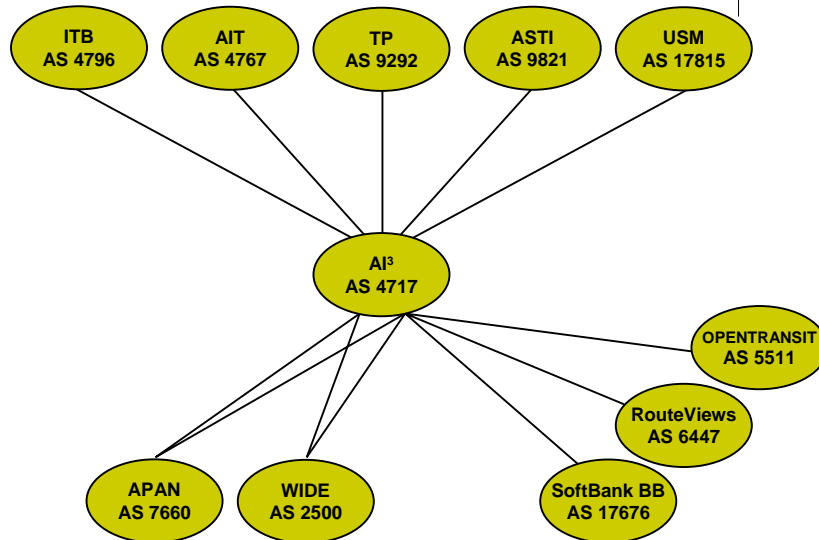 ITB
AS 4796
AIT
AS 4767
TP
AS 9292
ASTI
AS 9821
USM
AS 17815
AI³
AS 4717
OPENTRANSIT
AS 5511
RouteViews
AS 6447
APAN
AS 7660
WIDE
AS 2500
SoftBank BB
AS 17676